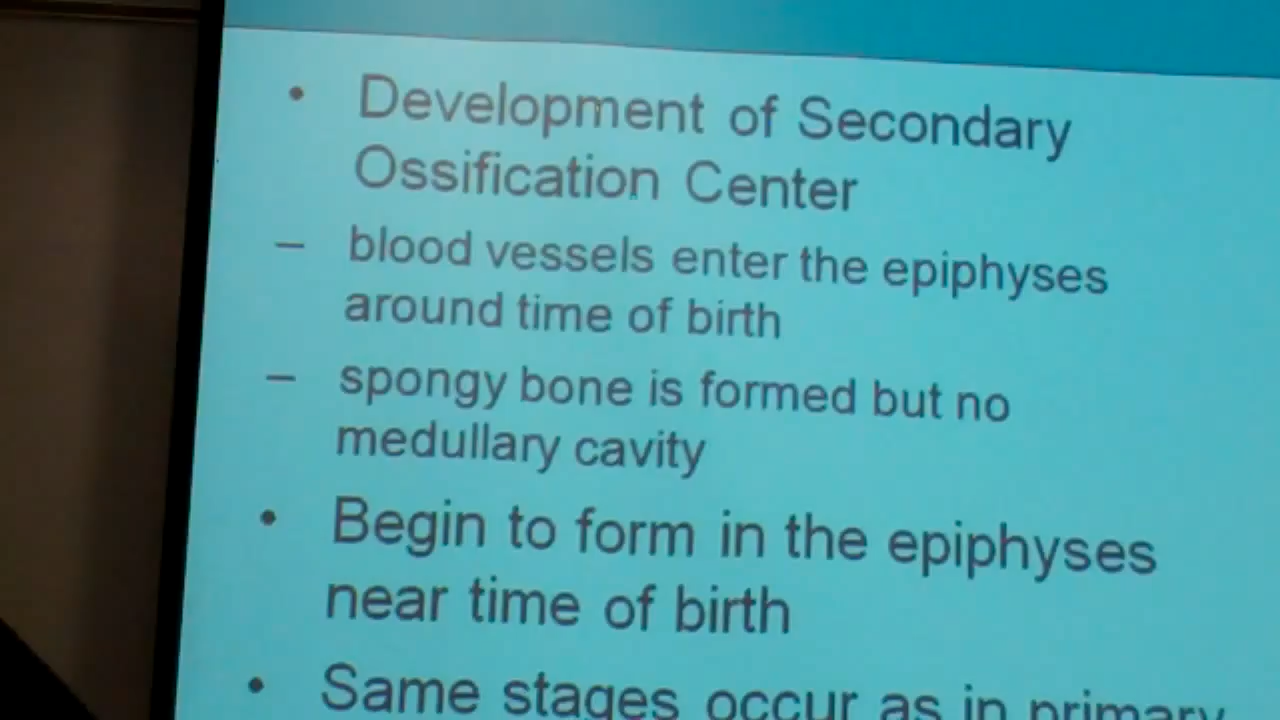 • Development of Secondary
Ossification Center
– blood vessels enter the epiphyses
around time of birth
– spongy bone is formed but no
medullary cavity
• Begin to form in the epiphyses
near time of birth
• Same stages occur as in primary